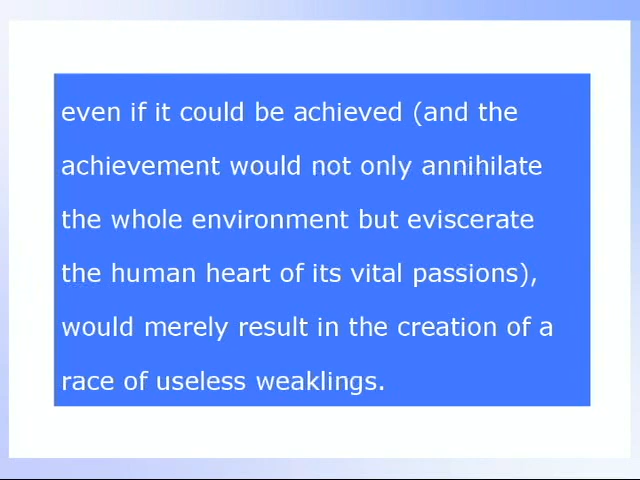 even if it could be achieved (and the
achievement would not only annihilate
the whole environment but eviscerate
the human heart of its vital passions),
would merely result in the creation of a
race of useless weaklings.